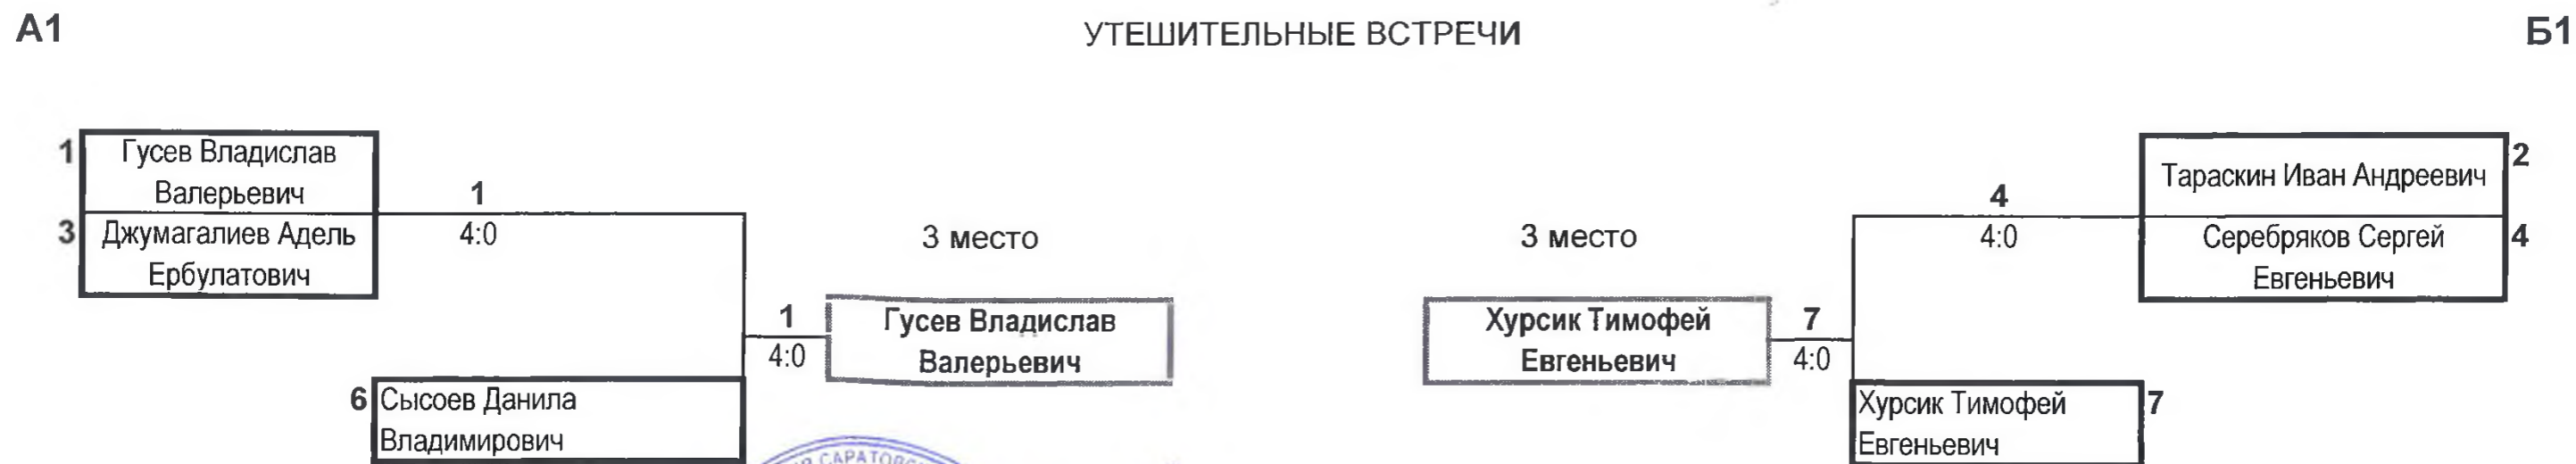 А1
УТЕШИТЕЛЬНЫЕ ВСТРЕЧИ
Б1
1
Гусев Владислав
Валерьевич
3
Джумагалиев Адель
Ербулатович
1
4:0
6
Сысоев Данила
Владимирович
1
4:0
3 место
Гусев Владислав
Валерьевич
3 место
Хурсик Тимофей
Евгеньевич
7
4:0
4
4:0
Тараскин Иван Андреевич
2
Серебряков Сергей
Евгеньевич
4
Хурсик Тимофей
Евгеньевич
7